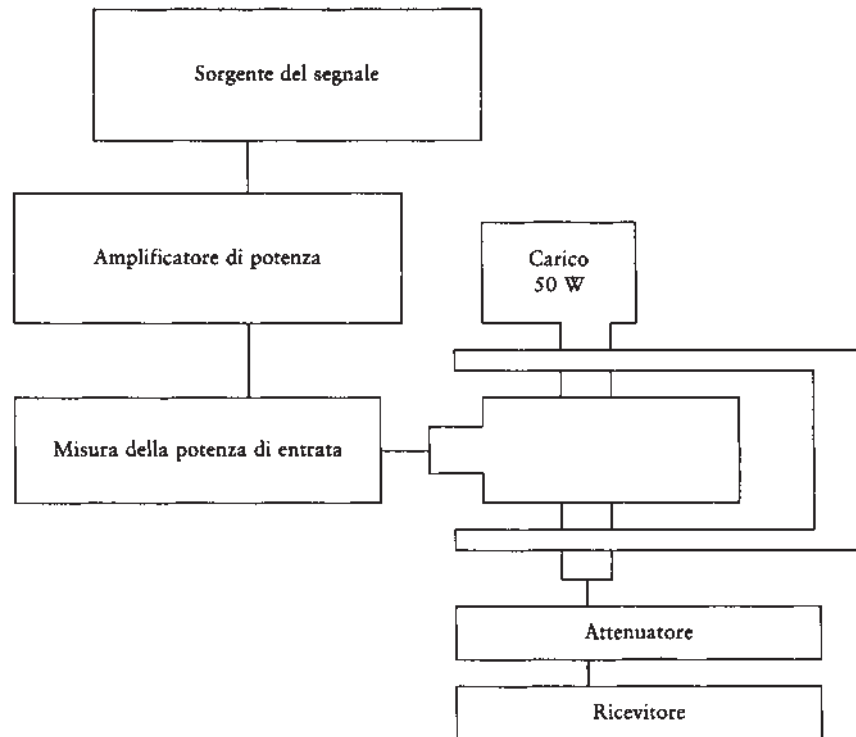 Sorgente del segnale
Amplificatore di potenza
Carico
50 W
Misura della potenza di entrata
Attenuatore
Ricevitore